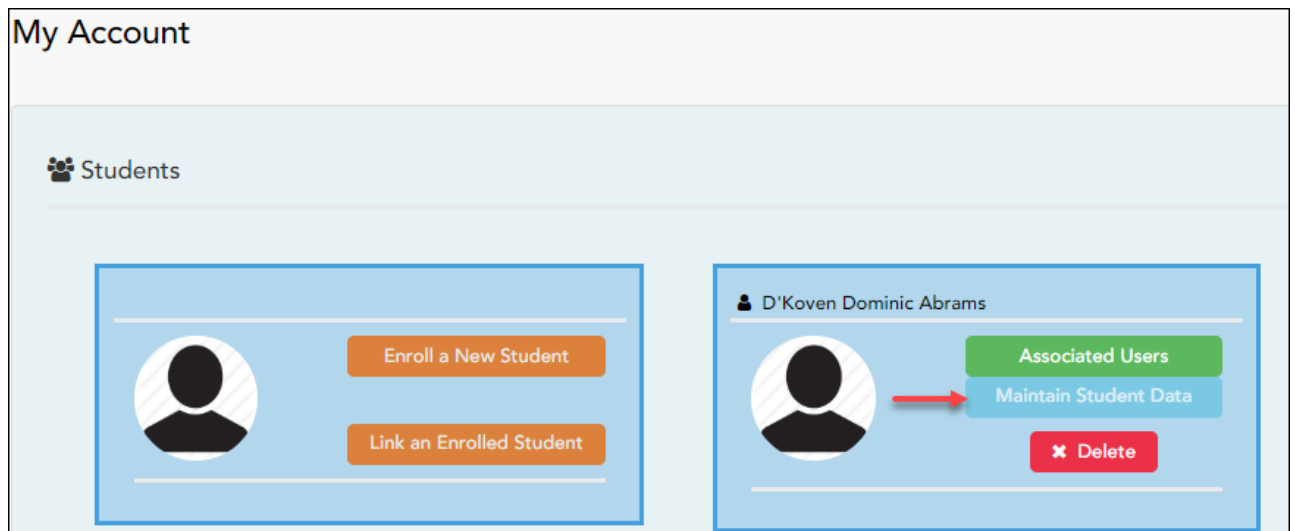 My Account
Students
Enroll a New Student
Link an Enrolled Student
D'Koven Dominic Abrams
Associated Users
Maintain Student Data
Delete